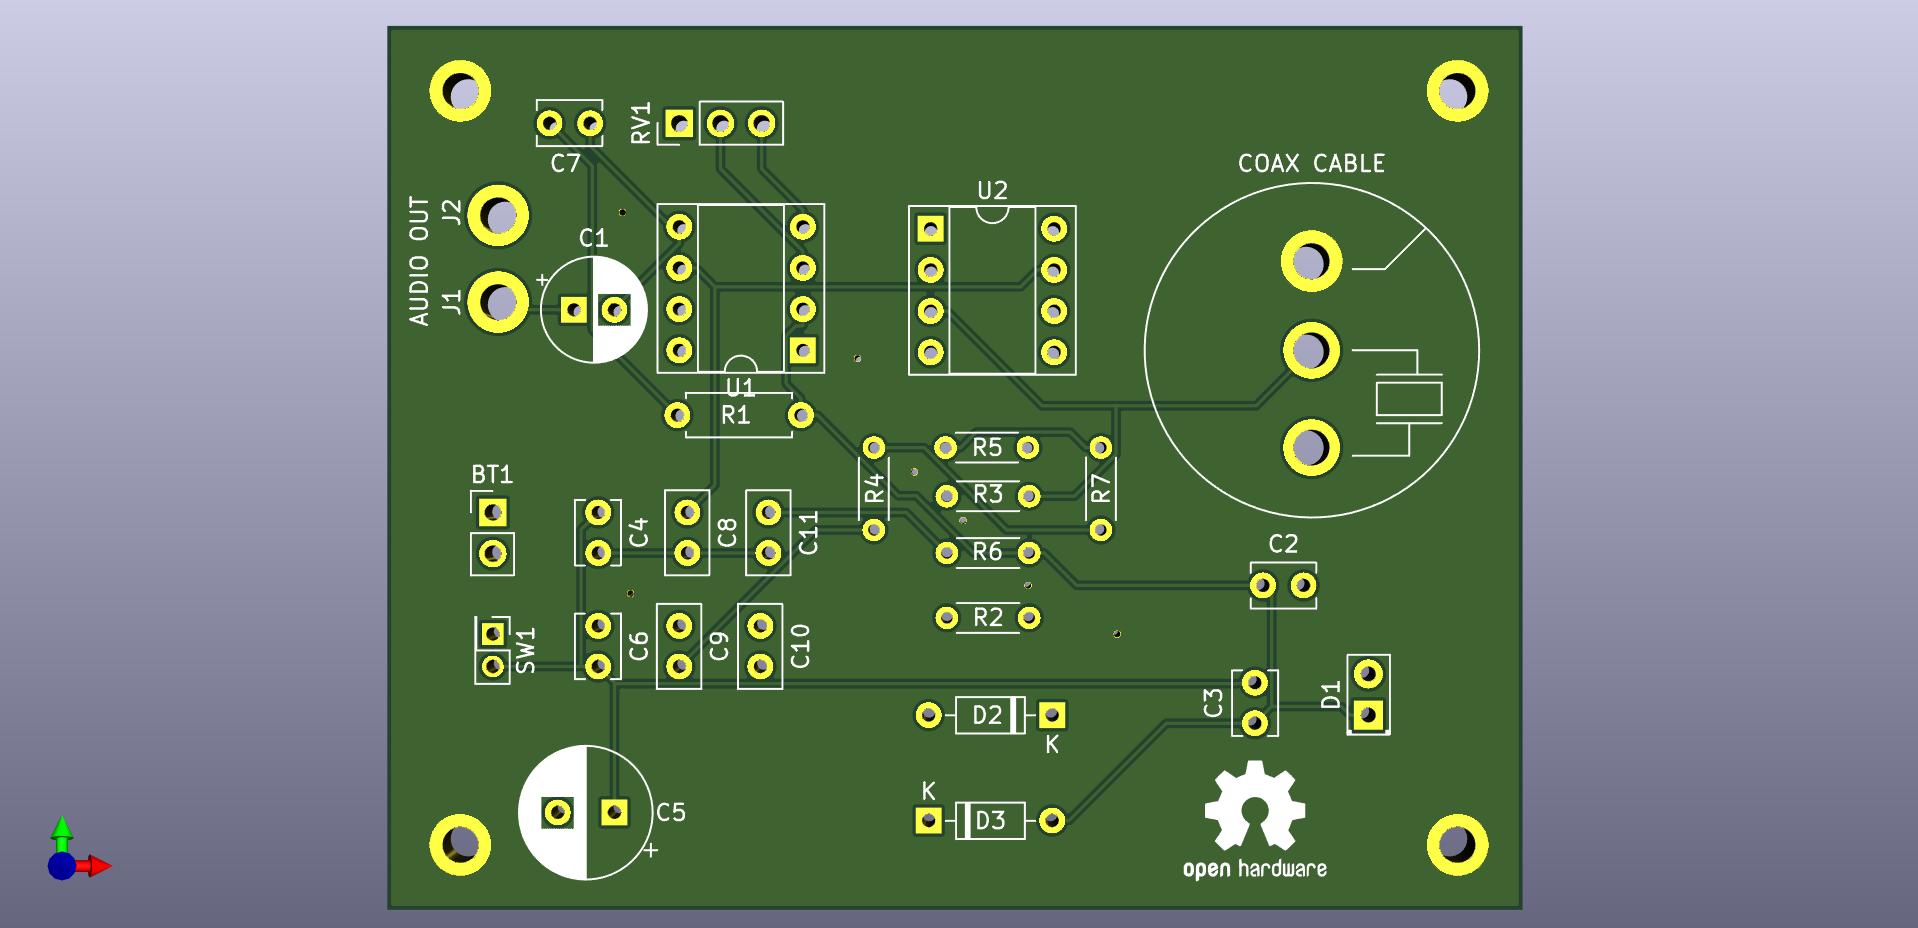 RV1
C7
COAX CABLE
AUDIO OUT
J2
U2
C1
+
J1
U1
R1
R5
BT1
R4
R3
R7
C4
C8
C11
R6
C2
R2
SW1
C6
C9
C10
D1
C3
D2
K
K
C5
D3
+
open hardware